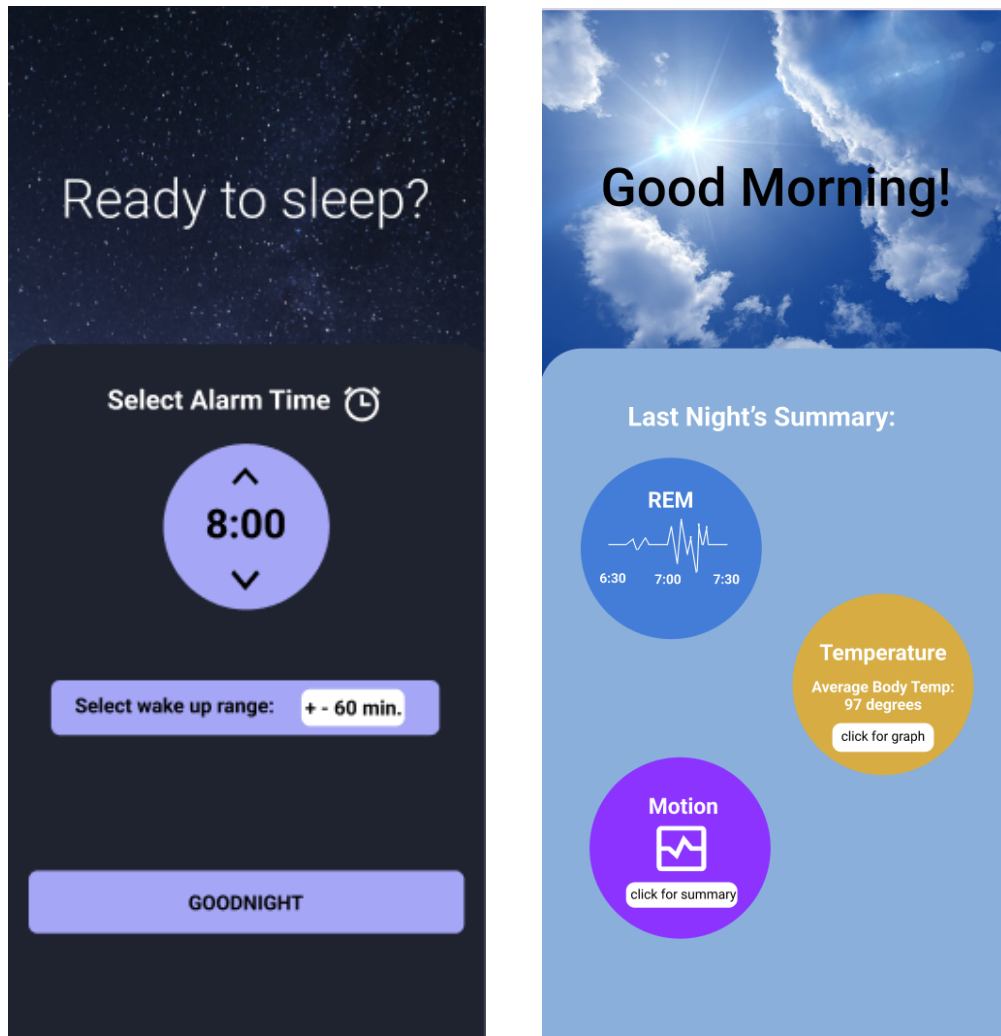 Ready to sleep?
Select Alarm Time
8:00
Select wake up range: + - 60 min.
GOODNIGHT
Good Morning!
Last Night’s Summary:
REM
6:30 7:00 7:30
Temperature
Average Body Temp:
97 degrees
click for graph
Motion
click for summary